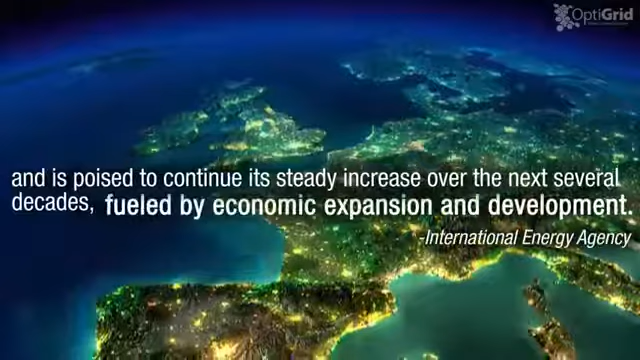 OptiGrid
and is poised to continue its steady increase over the next several
decades, fueled by economic expansion and development.
-International Energy Agency